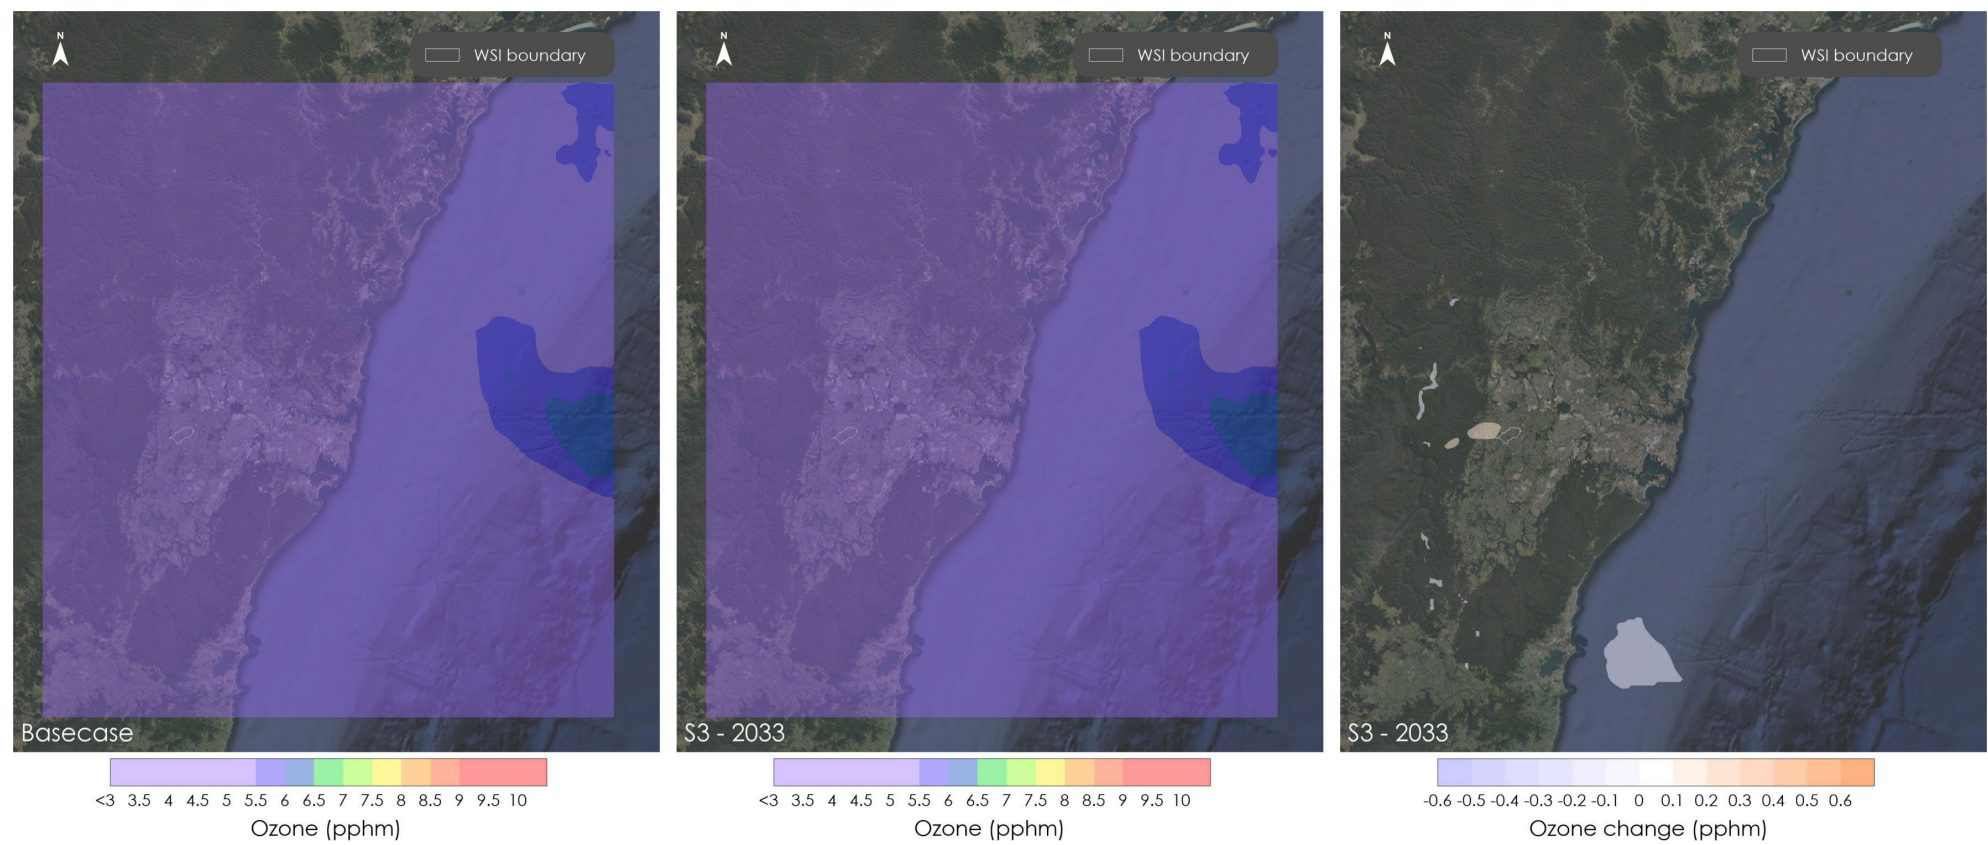 N
WSI boundary
Basecase
<3 3.5 4 4.5 5 5.5 6 6.5 7 7.5 8 8.5 9 9.5 10
Ozone (pphm)
N
WSI boundary
S3 - 2033
<3 3.5 4 4.5 5 5.5 6 6.5 7 7.5 8 8.5 9 9.5 10
Ozone (pphm)
N
WSI boundary
S3 - 2033
-0.6 -0.5 -0.4 -0.3 -0.2 -0.1 0 0.1 0.2 0.3 0.4 0.5 0.6
Ozone change (pphm)